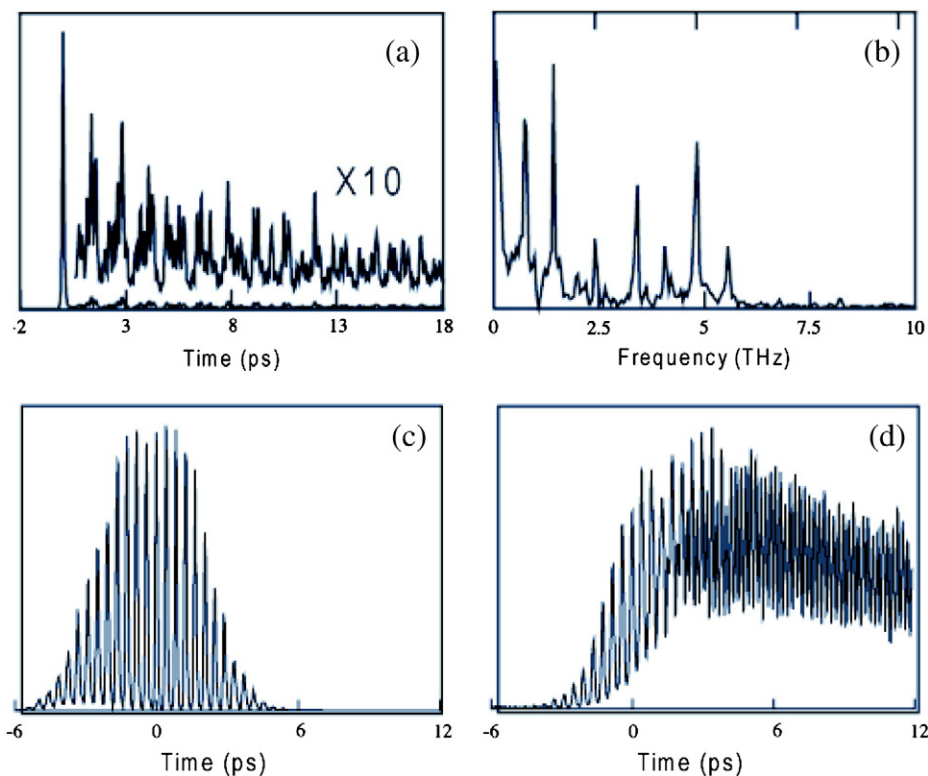 (a) (b)
X10
-2 3 8 13 18 0 2.5 5 7.5 10
Time (ps) Frequency (THz)
(c) (d)
-6 0 6 12 -6 0 6 12
Time (ps) Time (ps)